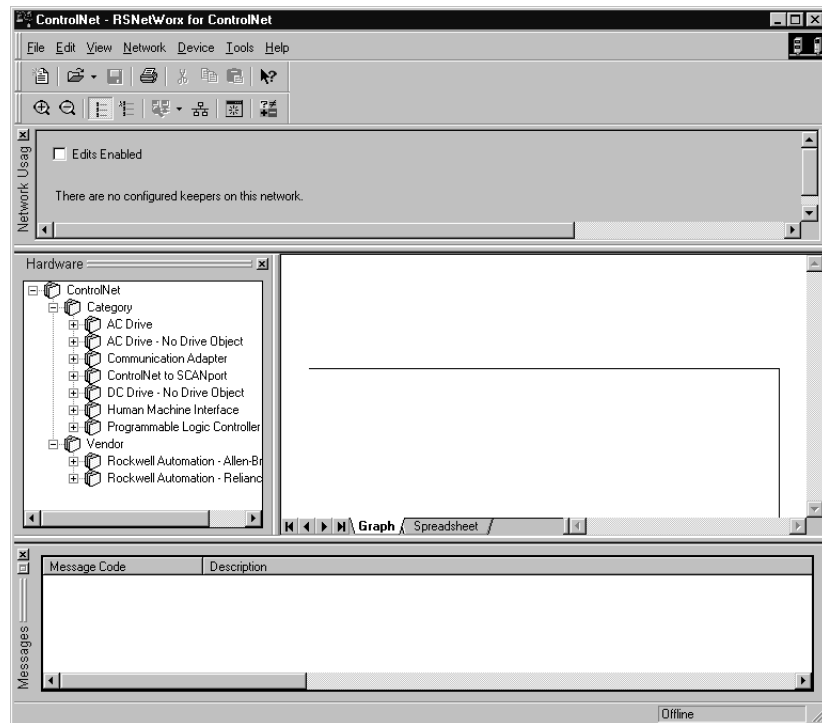 ControlNet - RSNetWorx for ControlNet
File Edit View Network Device Tools Help
Network Usag
Edits Enabled
There are no configured keepers on this network.
Hardware
ControlNet
Category
AC Drive
AC Drive - No Drive Object
Communication Adapter
ControlNet to SCANport
DC Drive - No Drive Object
Human Machine Interface
Programmable Logic Controller
Vendor
Rockwell Automation - Allen-Br
Rockwell Automation - Relianc
Graph Spreadsheet
Messages
Message Code Description
Offline